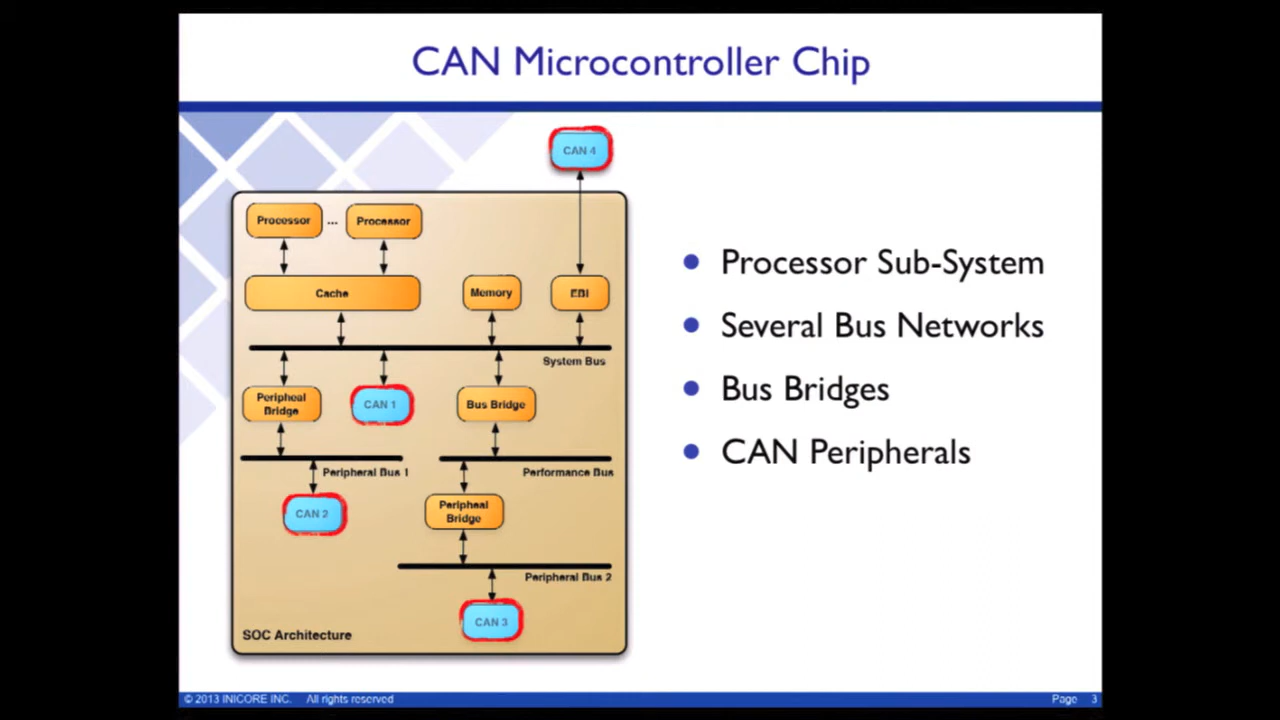 CAN Microcontroller Chip
CAN 4
Processor ... Processor
Cache
Memory
EBI
System Bus
Peripheal
Bridge
CAN 1
Bus Bridge
Peripheral Bus 1
Performance Bus
CAN 2
Peripheal
Bridge
Peripheral Bus 2
CAN 3
SOC Architecture
Processor Sub-System
Several Bus Networks
Bus Bridges
CAN Peripherals
© 2013 INICORE INC. All rights reserved
Page 3